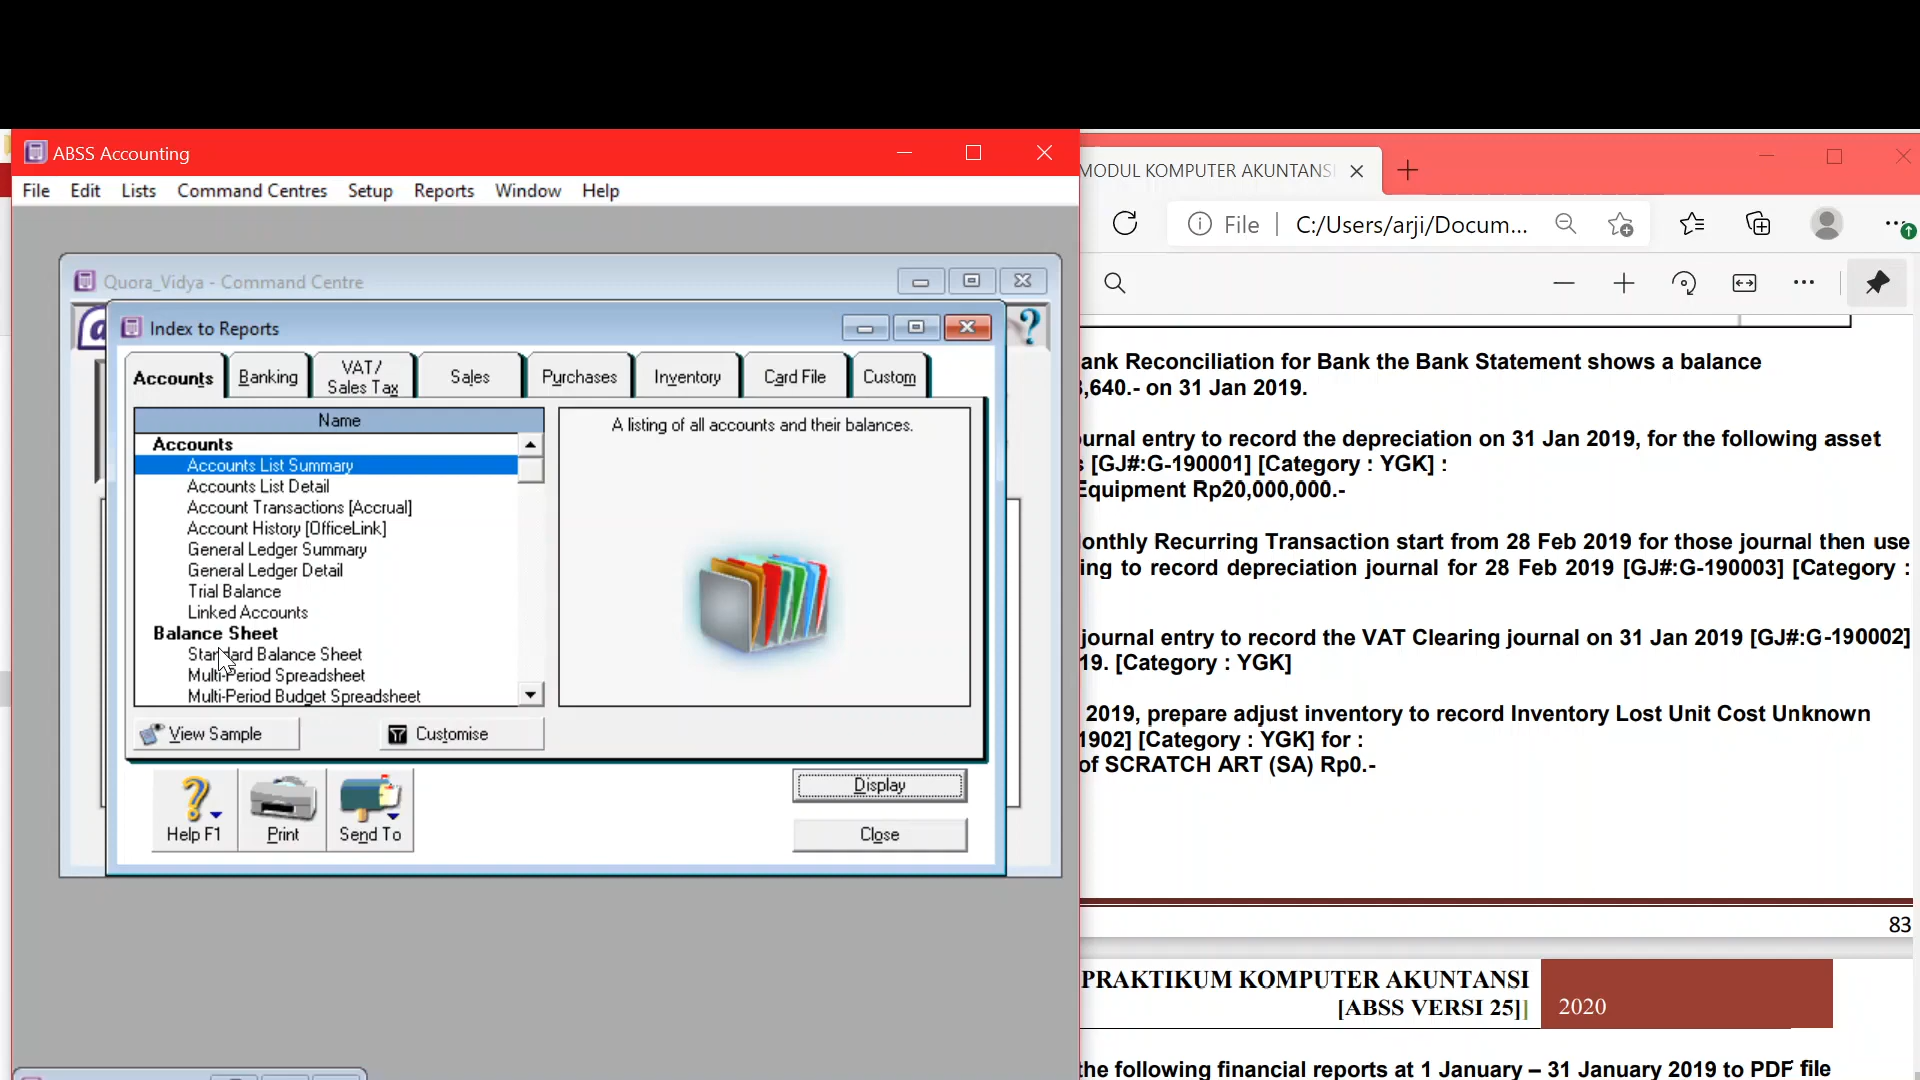 ABSS Accounting
File Edit Lists Command Centres Setup Reports Window Help
Quora_Vidya - Command Centre
Index to Reports
Accounts Banking VAT/ Sales Tax Sales Purchases Inventory Card File Custom
Name
Accounts
Accounts List Summary
Accounts List Detail
Account Transactions [Accrual]
Account History [OfficeLink]
General Ledger Summary
General Ledger Detail
Trial Balance
Linked Accounts
Balance Sheet
Standard Balance Sheet
Multi-Period Spreadsheet
Multi-Period Budget Spreadsheet
A listing of all accounts and their balances.
View Sample Customise
Help F1 Print Send To
Display
Close
MODUL KOMPUTER AKUNTANS
File C:/Users/arji/Docum...
ank Reconciliation for Bank the Bank Statement shows a balance
,640.- on 31 Jan 2019.
urnal entry to record the depreciation on 31 Jan 2019, for the following asset
[GJ#:G-190001] [Category : YGK] :
Equipment Rp20,000,000.-
onthly Recurring Transaction start from 28 Feb 2019 for those journal then use
ing to record depreciation journal for 28 Feb 2019 [GJ#:G-190003] [Category :
journal entry to record the VAT Clearing journal on 31 Jan 2019 [GJ#:G-190002]
19. [Category : YGK]
2019, prepare adjust inventory to record Inventory Lost Unit Cost Unknown
1902] [Category : YGK] for :
of SCRATCH ART (SA) Rp0.-
83
PRAKTIKUM KOMPUTER AKUNTANSI
[ABSS VERSI 25]]
2020
the following financial reports at 1 January – 31 January 2019 to PDF file